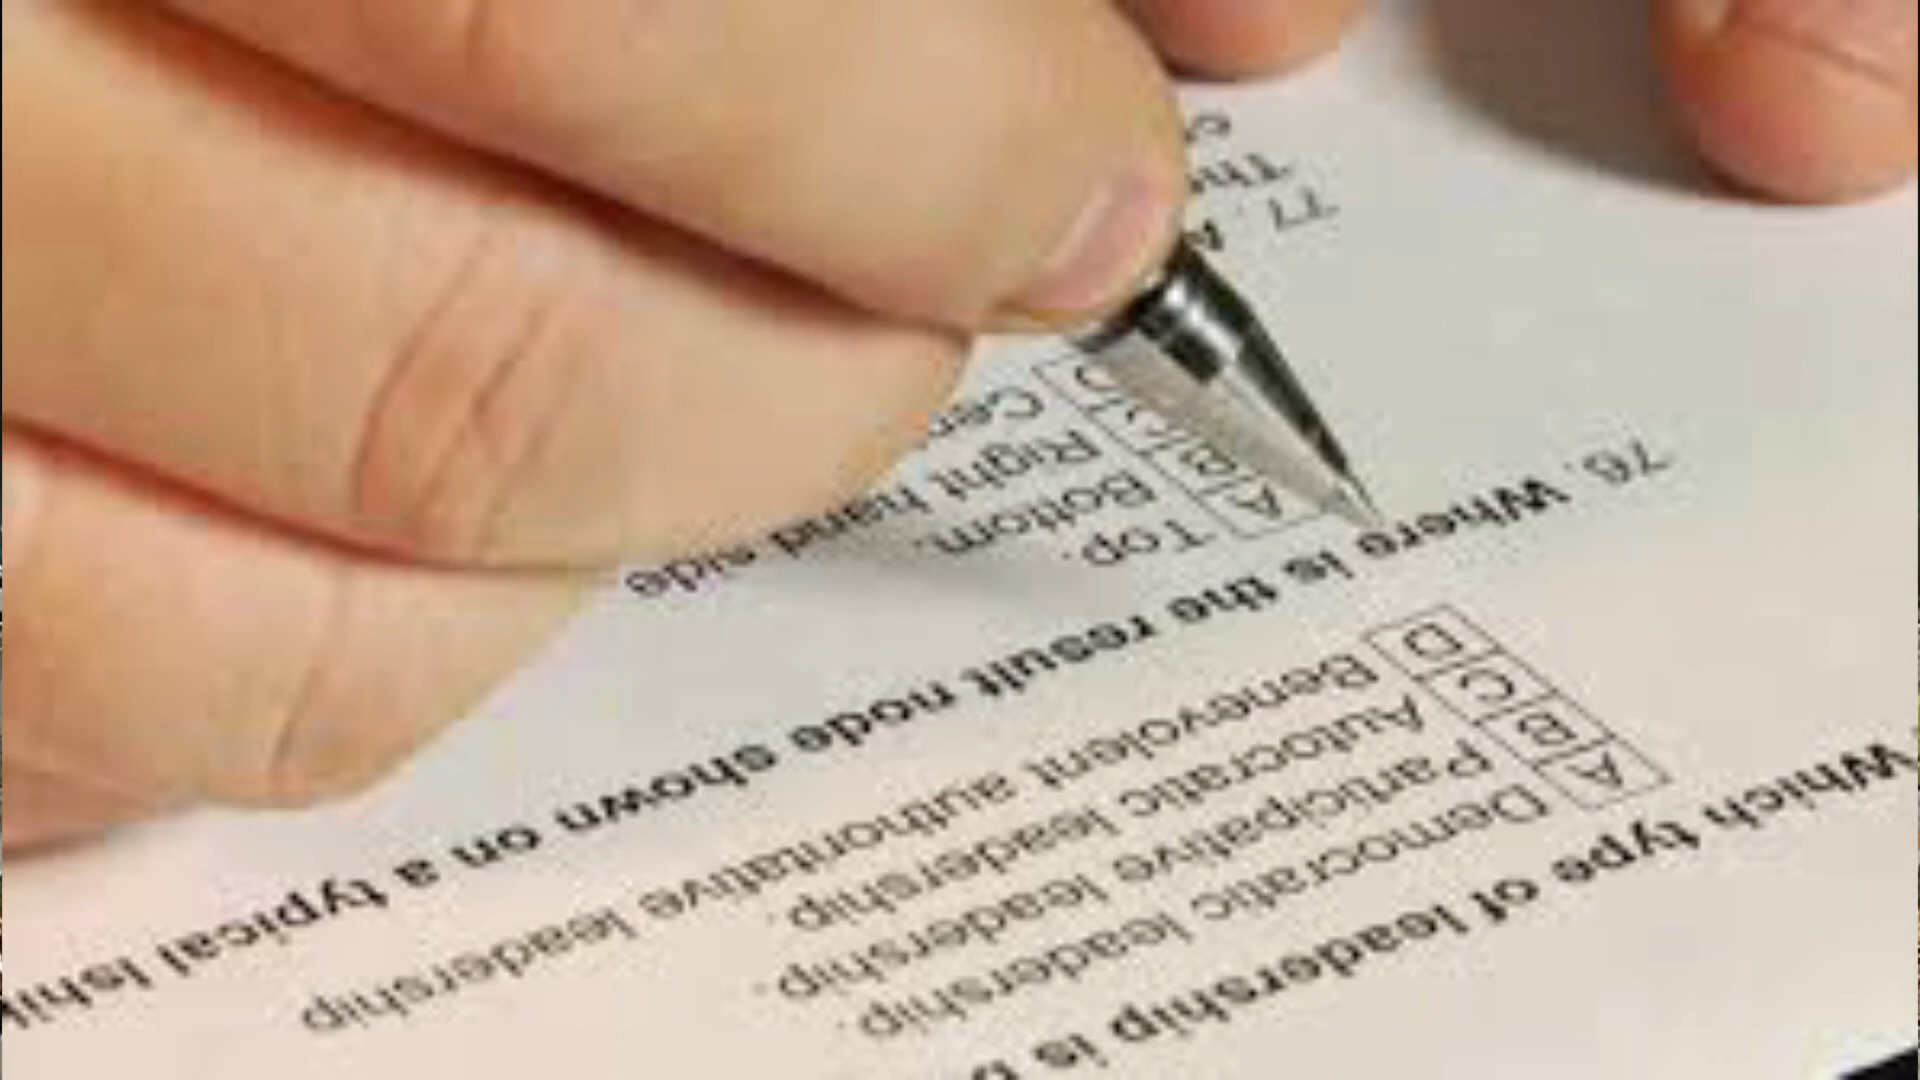 Which type of leadership is
A Democratic leadership.
B Participative leadership.
C Autocratic leadership.
D Benevolent authoritative leadership
76. Where is the result node shown on a typical
A Top.
B Bottom.
C Right hand side
D
77.